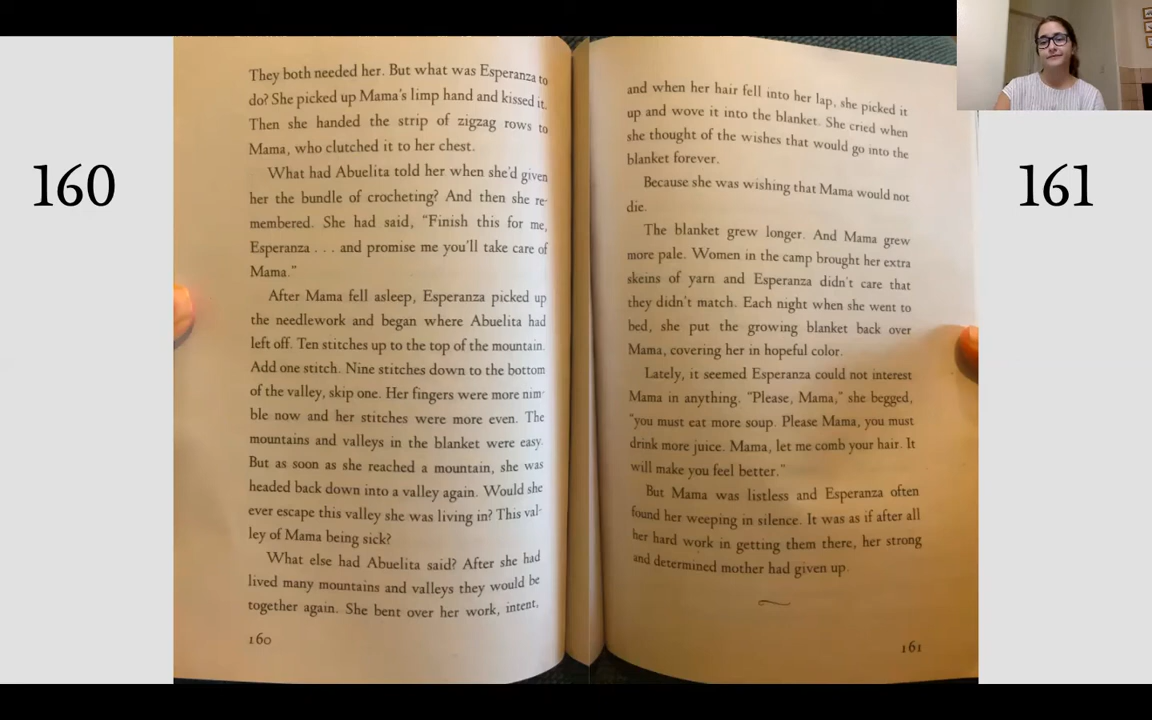 160
They both needed her. But what was Esperanza to
do? She picked up Mama's limp hand and kissed it.
Then she handed the strip of zigzag rows to
Mama, who clutched it to her chest.
What had Abuelita told her when she'd given
her the bundle of crocheting? And then she re-
membered. She had said, "Finish this for me,
Esperanza . . . and promise me you'll take care of
Mama."
After Mama fell asleep, Esperanza picked up
the needlework and began where Abuelita had
left off. Ten stitches up to the top of the mountain.
Add one stitch. Nine stitches down to the bottom
of the valley, skip one. Her fingers were more nim-
ble now and her stitches were more even. The
mountains and valleys in the blanket were easy.
But as soon as she reached a mountain, she was
headed back down into a valley again. Would she
ever escape this valley she was living in? This val-
ley of Mama being sick?
What else had Abuelita said? After she had
lived many mountains and valleys they would be
together again. She bent over her work, intent,
160
and when her hair fell into her lap, she picked it
up and wove it into the blanket. She cried when
she thought of the wishes that would go into the
blanket forever.
Because she was wishing that Mama would not
die.
The blanket grew longer. And Mama grew
more pale. Women in the camp brought her extra
skeins of yarn and Esperanza didn't care that
they didn't match. Each night when she went to
bed, she put the growing blanket back over
Mama, covering her in hopeful color.
Lately, it seemed Esperanza could not interest
Mama in anything. "Please, Mama," she begged,
"you must eat more soup. Please Mama, you must
drink more juice. Mama, let me comb your hair. It
will make you feel better."
But Mama was listless and Esperanza often
found her weeping in silence. It was as if after all
her hard work in getting them there, her strong
and determined mother had given up.
161
161